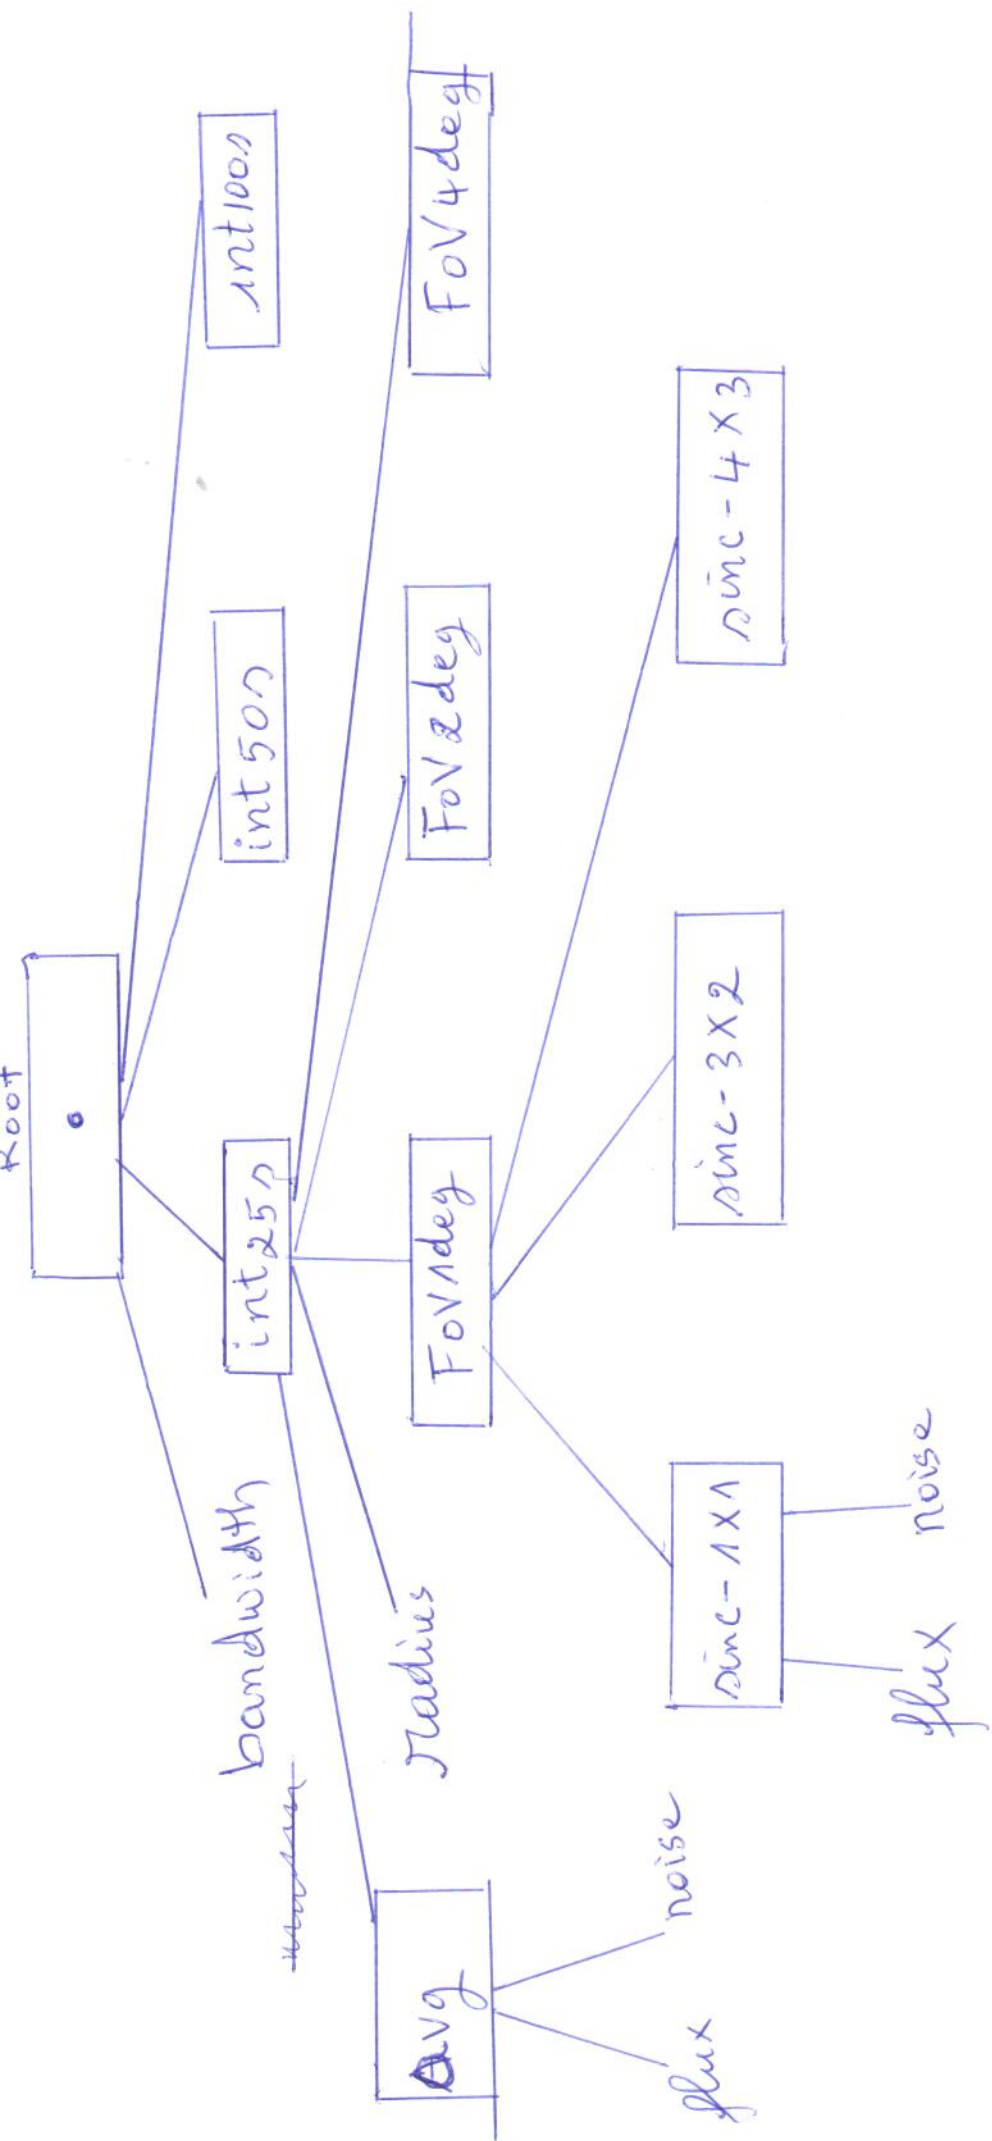 Root
bandwidth
int25s
int50s
int100s
Avg
radius
FoV1deg
FoV2deg
FoV4deg
flux
noise
sinc-1x1
sinc-3x2
sinc-4x3
flux
noise